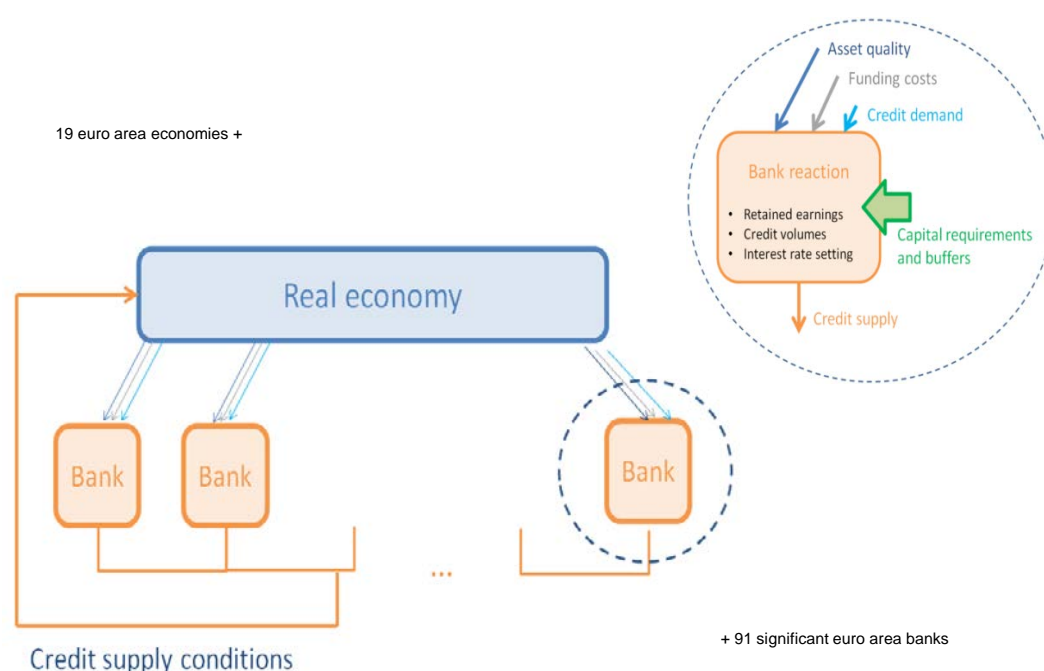 Asset quality
Funding costs
Credit demand
19 euro area economies +
Bank reaction
• Retained earnings
• Credit volumes
• Interest rate setting
Capital requirements
and buffers
Credit supply
Real economy
Bank
Bank
Bank
...
+ 91 significant euro area banks
Credit supply conditions